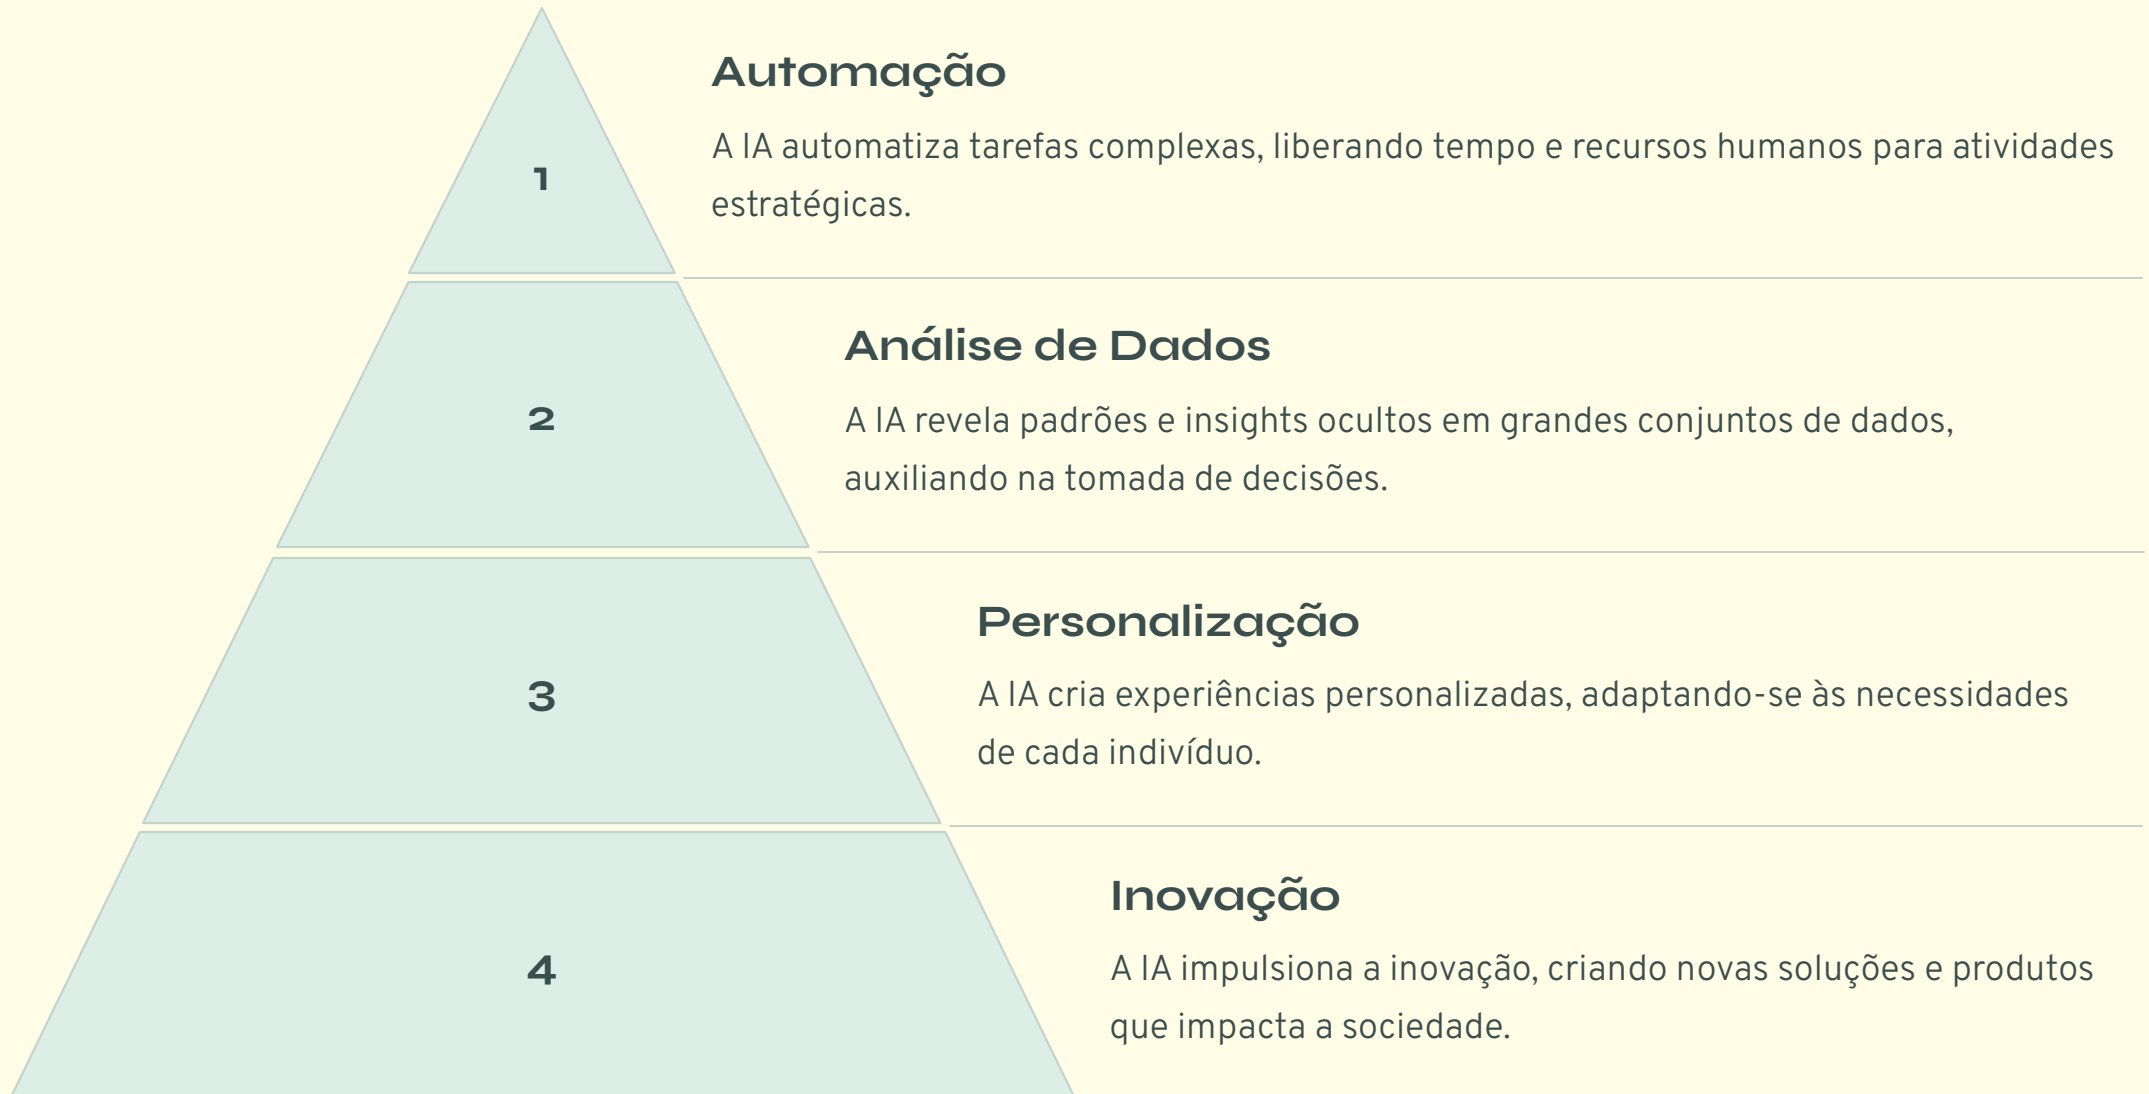 Automação
A IA automatiza tarefas complexas, liberando tempo e recursos humanos para atividades
estratégicas.
1
Análise de Dados
A IA revela padrões e insights ocultos em grandes conjuntos de dados,
auxiliando na tomada de decisões.
2
Personalização
A IA cria experiências personalizadas, adaptando-se às necessidades
de cada indivíduo.
3
Inovação
A IA impulsiona a inovação, criando novas soluções e produtos
que impacta a sociedade.
4